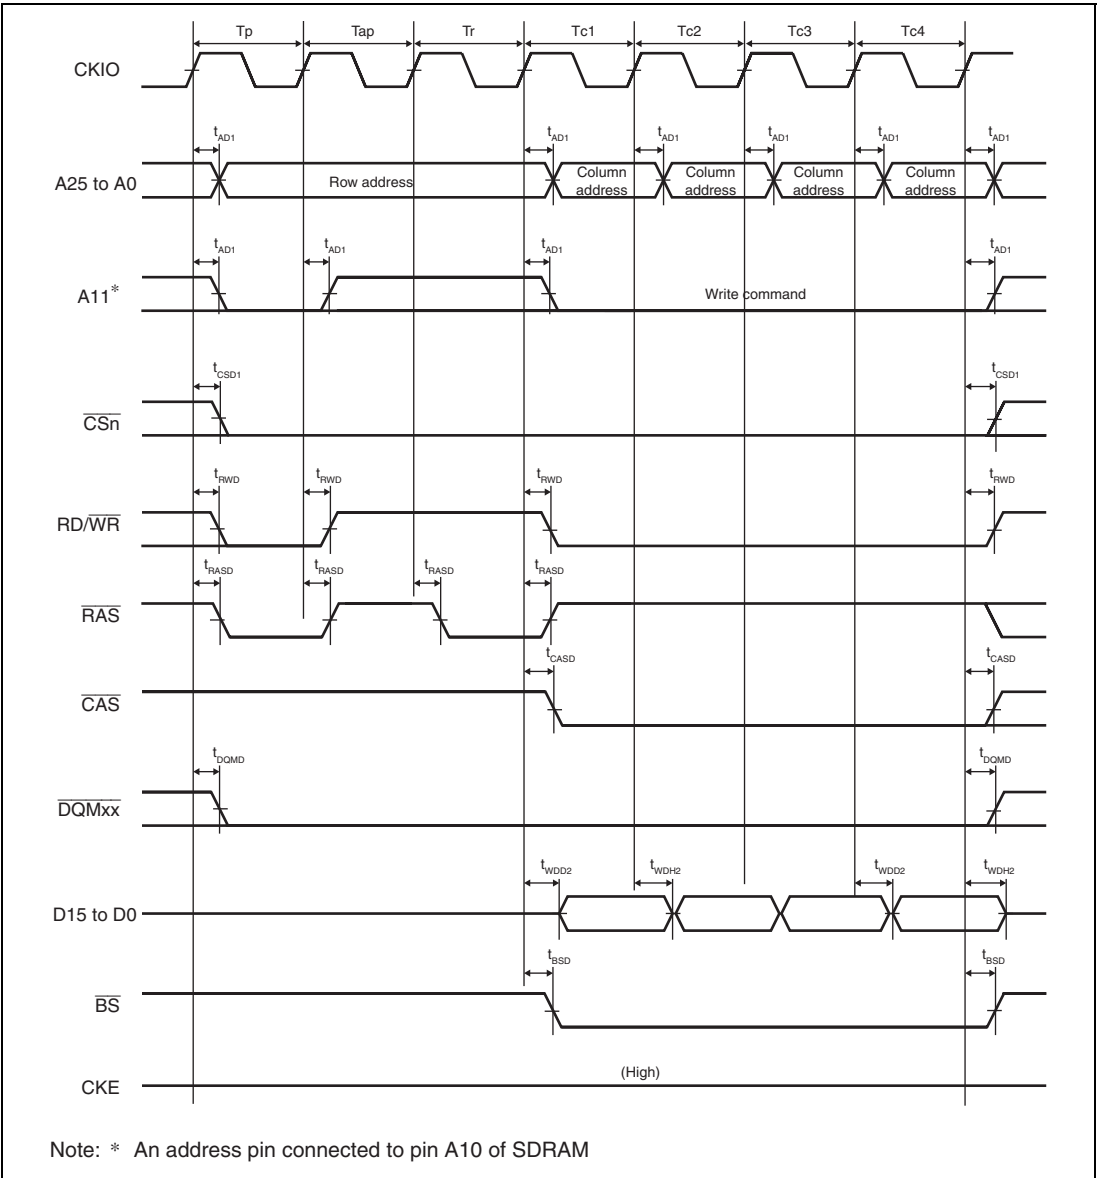 Tp Tap Tr Tc1 Tc2 Tc3 Tc4
CKIO
tAD1 tAD1 tAD1 tAD1 tAD1 tAD1
A25 to A0 Row address Column address Column address Column address Column address
tAD1 tAD1 tAD1 tAD1
A11* Write command
tCSD1 tCSD1
CSn
tRWD tRWD tRWD tRWD
RD/WR
tRASD tRASD tRASD tRASD
RAS
tCASD tCASD
CAS
tDQMD tDQMD
DQMxx
tWDD2 tWDH2 tWDD2 tWDH2
D15 to D0
tBSD tBSD
BS
(High)
CKE
Note: * An address pin connected to pin A10 of SDRAM